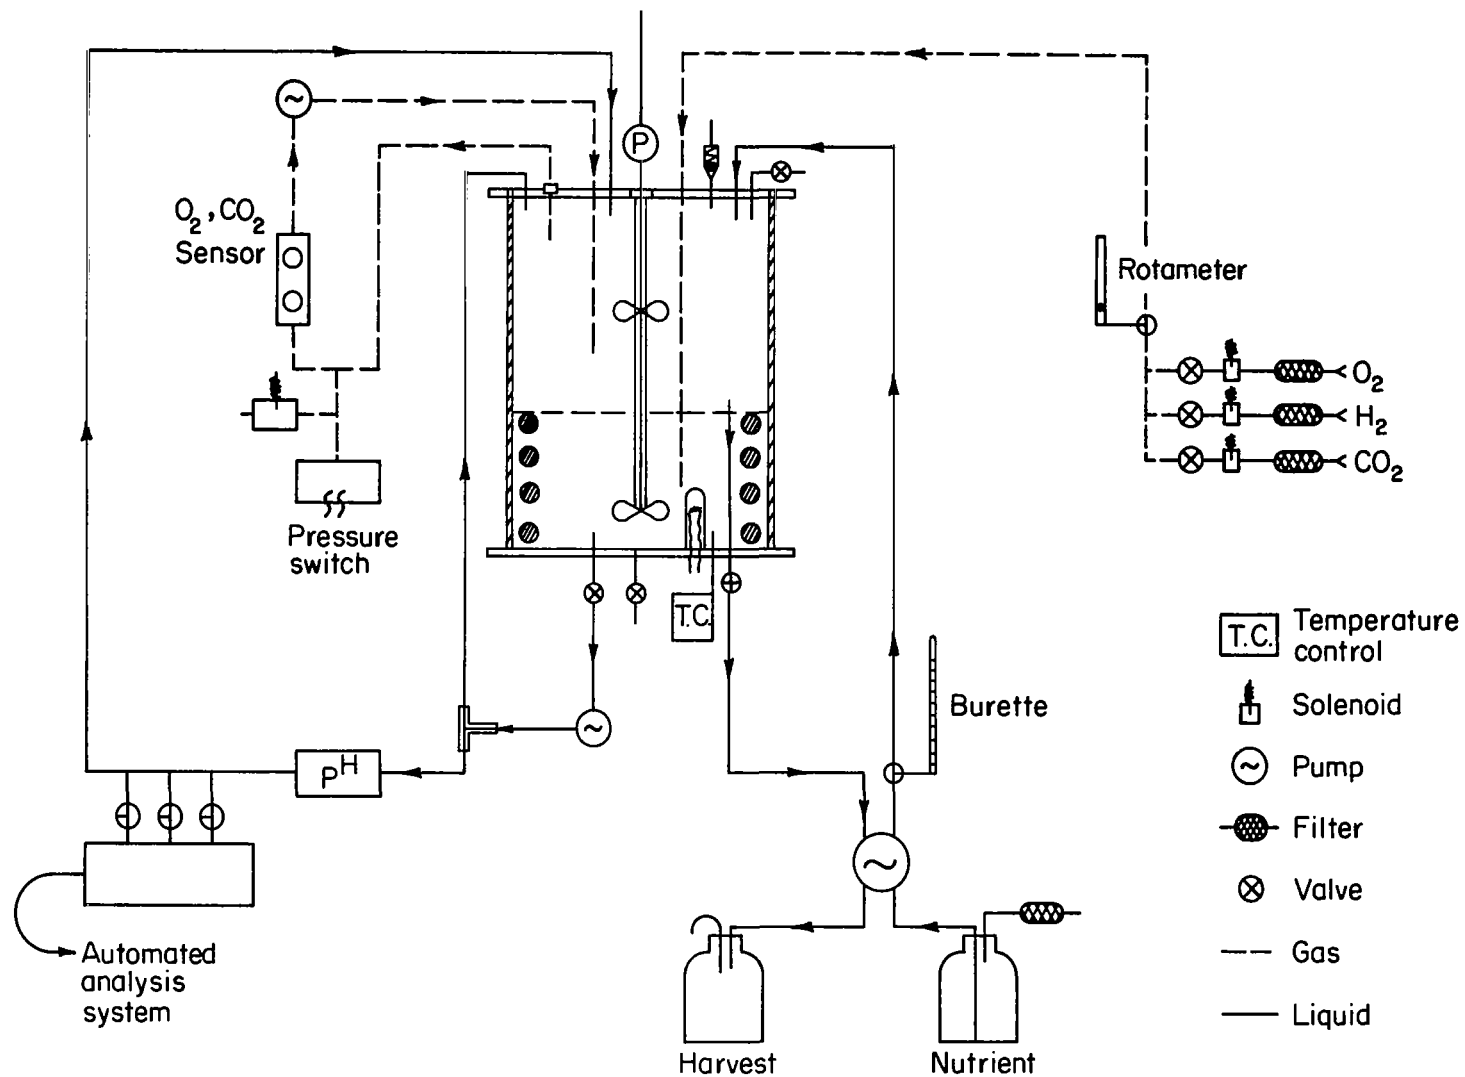 P
O₂, CO₂
Sensor
Rotameter
O₂
H₂
CO₂
Pressure
switch
T.C.
T.C.
Temperature
control
Solenoid
Burette
Pump
Pᴴ
Filter
Valve
Automated
analysis
system
Gas
Liquid
Harvest
Nutrient